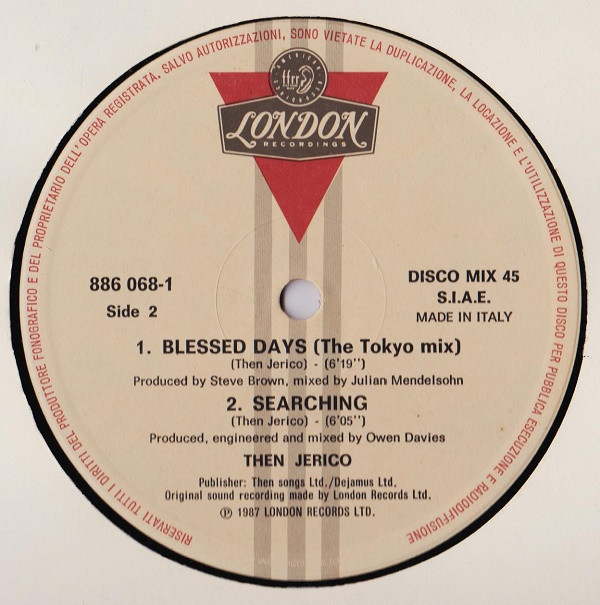 RISERVATI TUTTI I DIRITTI DEL PRODUTTORE FONOGRAFICO E DEL PROPRIETARIO DELL'OPERA REGISTRATA. SALVO AUTORIZZAZIONI, SONO VIETATE LA DUPLICAZIONE, LA LOCAZIONE E L'UTILIZZAZIONE DI QUESTO DISCO PER PUBBLICA ESECUZIONE E RADIODIFFUSIONE
AMERICAN
ffrr
LONDON
RECORDINGS
886 068-1
Side 2
DISCO MIX 45
S.I.A.E.
MADE IN ITALY
1. BLESSED DAYS (The Tokyo mix)
(Then Jerico) - (6'19'')
Produced by Steve Brown, mixed by Julian Mendelsohn
2. SEARCHING
(Then Jerico) - (6'05'')
Produced, engineered and mixed by Owen Davies
THEN JERICO
Publisher: Then songs Ltd./Dejamus Ltd.
Original sound recording made by London Records Ltd.
℗ 1987 LONDON RECORDS LTD.